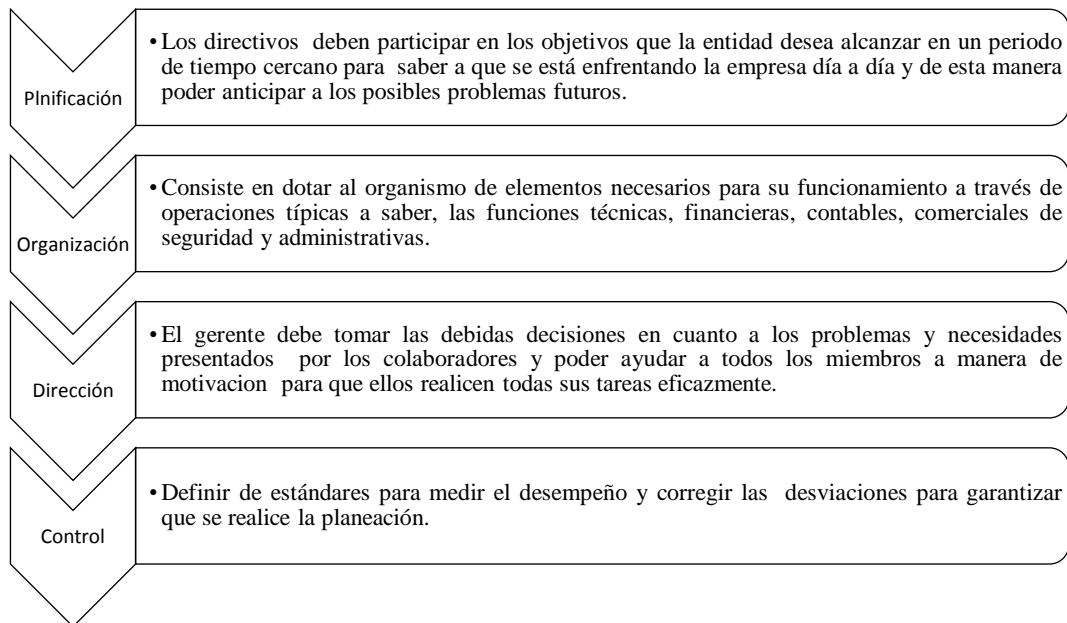 Plnificación
• Los directivos deben participar en los objetivos que la entidad desea alcanzar en un periodo
de tiempo cercano para saber a que se está enfrentando la empresa día a día y de esta manera
poder anticipar a los posibles problemas futuros.
Organización
• Consiste en dotar al organismo de elementos necesarios para su funcionamiento a través de
operaciones típicas a saber, las funciones técnicas, financieras, contables, comerciales de
seguridad y administrativas.
Dirección
• El gerente debe tomar las debidas decisiones en cuanto a los problemas y necesidades
presentados por los colaboradores y poder ayudar a todos los miembros a manera de
motivacion para que ellos realicen todas sus tareas eficazmente.
Control
• Definir de estándares para medir el desempeño y corregir las desviaciones para garantizar
que se realice la planeación.